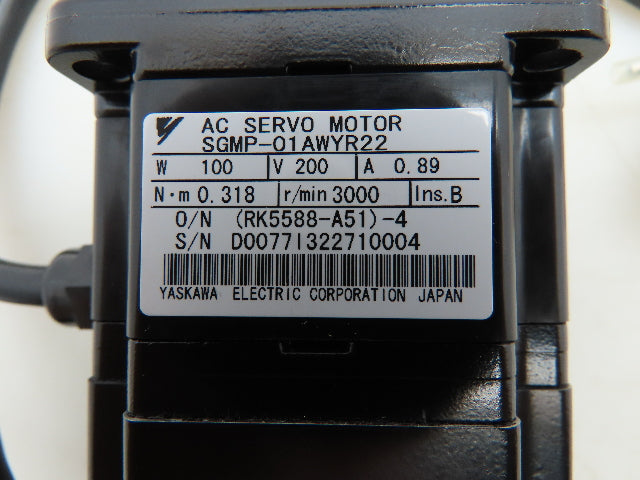 AC SERVO MOTOR
SGMP-01AWYR22
W 100 V 200 A 0.89
N·m 0.318 r/min 3000 Ins. B
O/N (RK5588-A51)-4
S/N D0077I322710004
YASKAWA ELECTRIC CORPORATION JAPAN